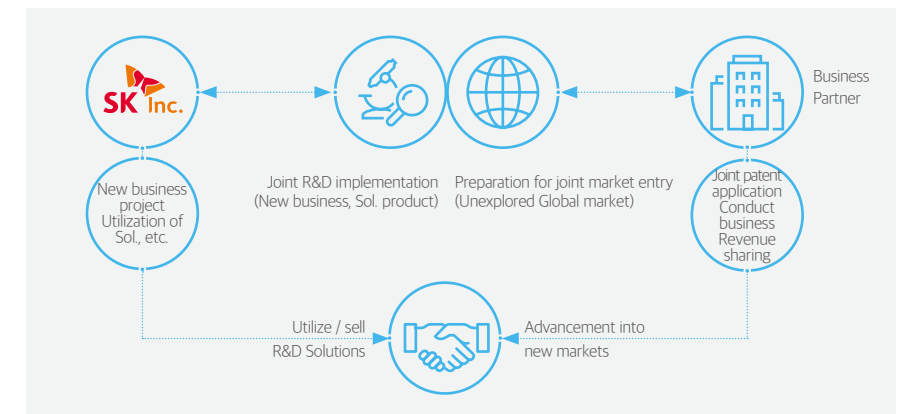 SK Inc.
Business
Partner
Joint R&D implementation
(New business, Sol. product)
Preparation for joint market entry
(Unexplored Global market)
New business
project
Utilization of
Sol., etc.
Joint patent
application
Conduct
business
Revenue
sharing
Utilize / sell
R&D Solutions
Advancement into
new markets